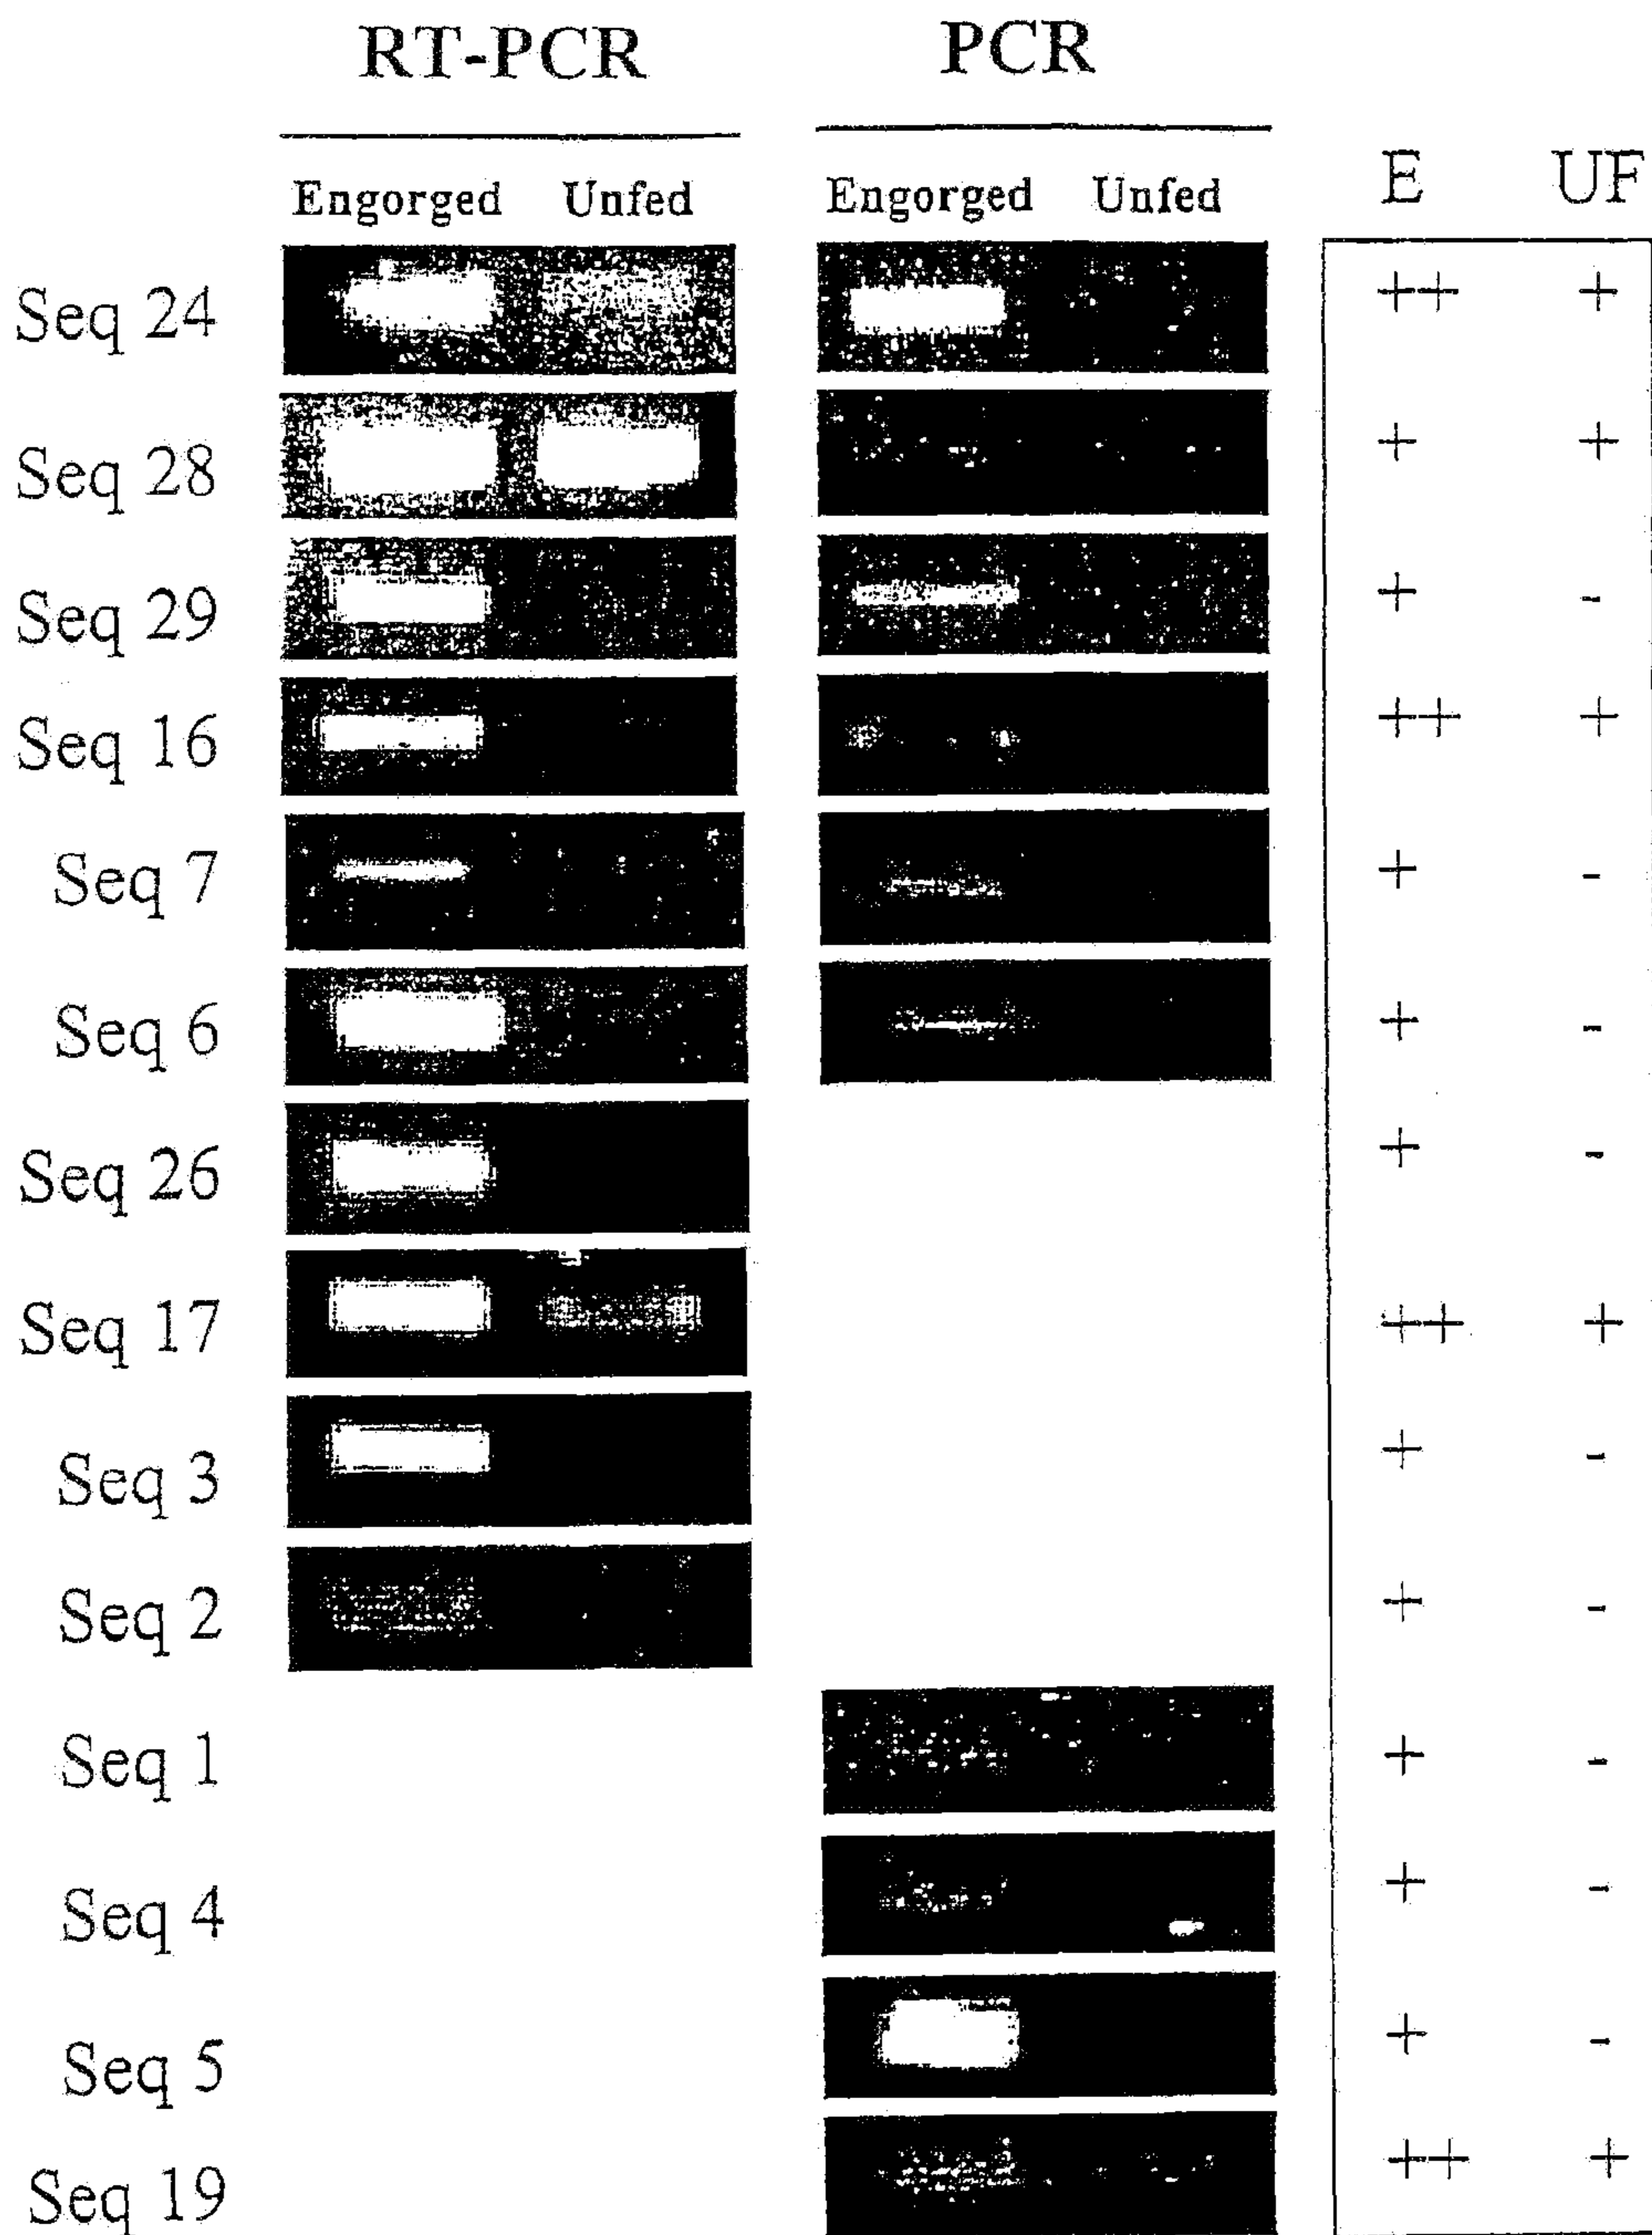 RT-PCR PCR
Engorged Unfed Engorged Unfed E UF
Seq 24 ++ +
Seq 28 + +
Seq 29 + -
Seq 16 ++ +
Seq 7 + -
Seq 6 + -
Seq 26 + -
Seq 17 ++ +
Seq 3 + -
Seq 2 + -
Seq 1 + -
Seq 4 + -
Seq 5 + -
Seq 19 ++ +